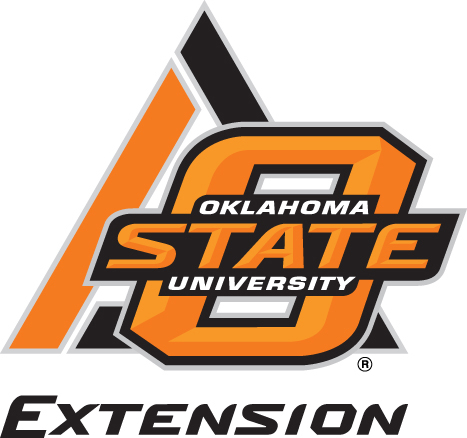 OKLAHOMA
STATE
UNIVERSITY
®
EXTENSION